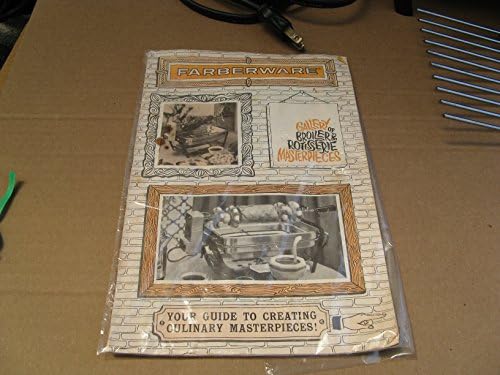 FARBERWARE
GALLERY
OF
BROILER &
ROTISSERIE
MASTERPIECES
YOUR GUIDE TO CREATING
CULINARY MASTERPIECES!